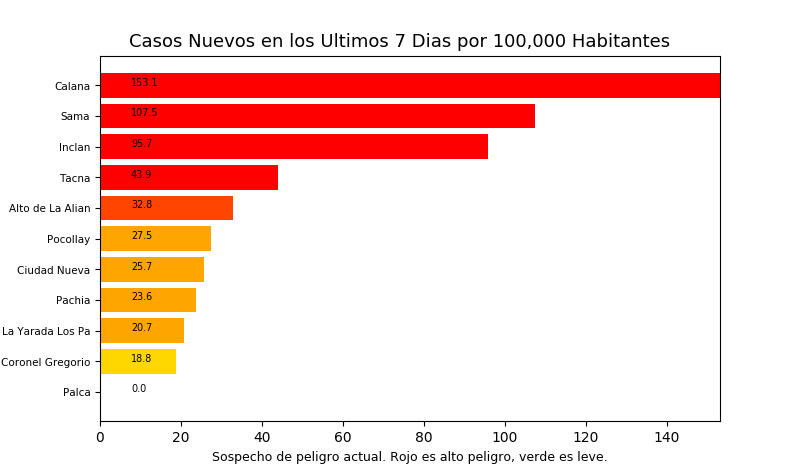 Casos Nuevos en los Ultimos 7 Dias por 100,000 Habitantes
Calana 153.1
Sama 107.5
Inclan 95.7
Tacna 43.9
Alto de La Alian 32.8
Pocollay 27.5
Ciudad Nueva 25.7
Pachia 23.6
La Yarada Los Pa 20.7
Coronel Gregorio 18.8
Palca 0.0
0 20 40 60 80 100 120 140
Sospecho de peligro actual. Rojo es alto peligro, verde es leve.